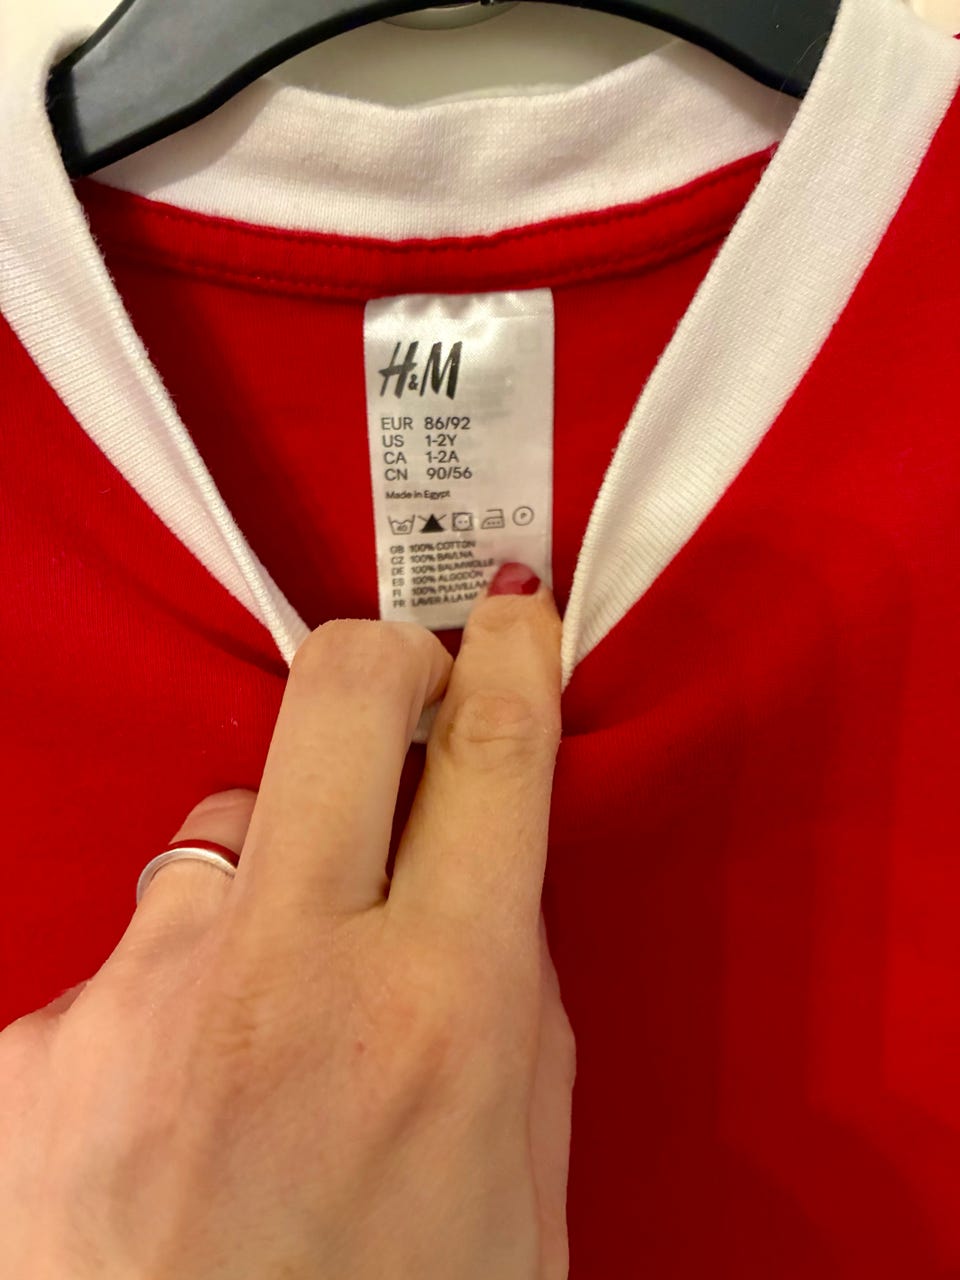 H&M
EUR 86/92
US 1-2Y
CA 1-2A
CN 90/56
Made in Egypt
40 P
GB 100% COTTON
CZ 100% BAVLNA
DE 100% BAUMWOLLE
ES 100% ALGODÓN
FI 100% PUUVILLAA
FR LAVER À LA